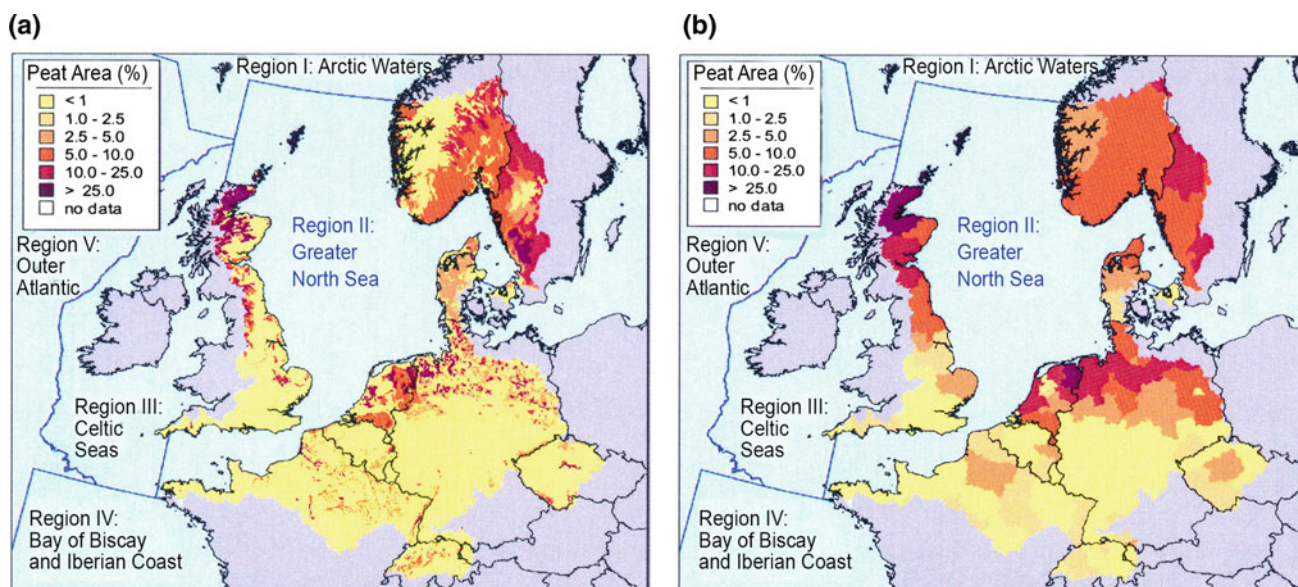 (a)
Peat Area (%)
< 1
1.0 - 2.5
2.5 - 5.0
5.0 - 10.0
10.0 - 25.0
> 25.0
no data
Region I: Arctic Waters
Region II:
Greater
North Sea
Region V:
Outer
Atlantic
Region III:
Celtic
Seas
Region IV:
Bay of Biscay
and Iberian Coast
(b)
Peat Area (%)
< 1
1.0 - 2.5
2.5 - 5.0
5.0 - 10.0
10.0 - 25.0
> 25.0
no data
Region I: Arctic Waters
Region II:
Greater
North Sea
Region V:
Outer
Atlantic
Region III:
Celtic
Seas
Region IV:
Bay of Biscay
and Iberian Coast